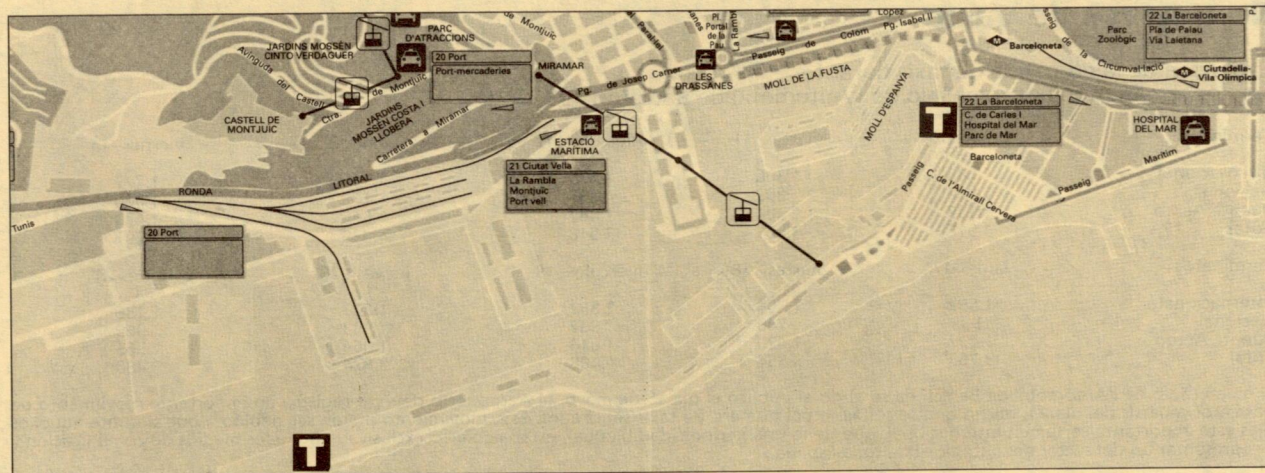 de Montjuïc
Paral·lel
Pl.
Portal
de la
Pau
La Rambla
López
Pg. Isabel II
Passeig de Colom
Parc
Zoològic
Passeig de la Circumval·lació
22 La Barceloneta
Pla de Palau
Via Laietana
Barceloneta
Ciutadella-
Vila Olímpica
PARC
D'ATRACCIONS
JARDINS MOSSÈN
CINTO VERDAGUER
Avinguda del Castell
Ctra. de Montjuïc
20 Port
Port-mercaderies
MIRAMAR
Pg. de Josep Carner
LES
DRASSANES
MOLL DE LA FUSTA
MOLL D'ESPANYA
CASTELL DE
MONTJUÏC
JARDINS
MOSSÈN COSTA I
LLOBERA
Carretera a Miramar
ESTACIÓ
MARÍTIMA
T
22 La Barceloneta
C. de Carles I
Hospital del Mar
Parc de Mar
HOSPITAL
DEL MAR
Barceloneta
Passeig
C. de l'Almirall Cervera
Passeig Marítim
21 Ciutat Vella
La Rambla
Montjuïc
Port vell
RONDA LITORAL
Tunis
20 Port
T